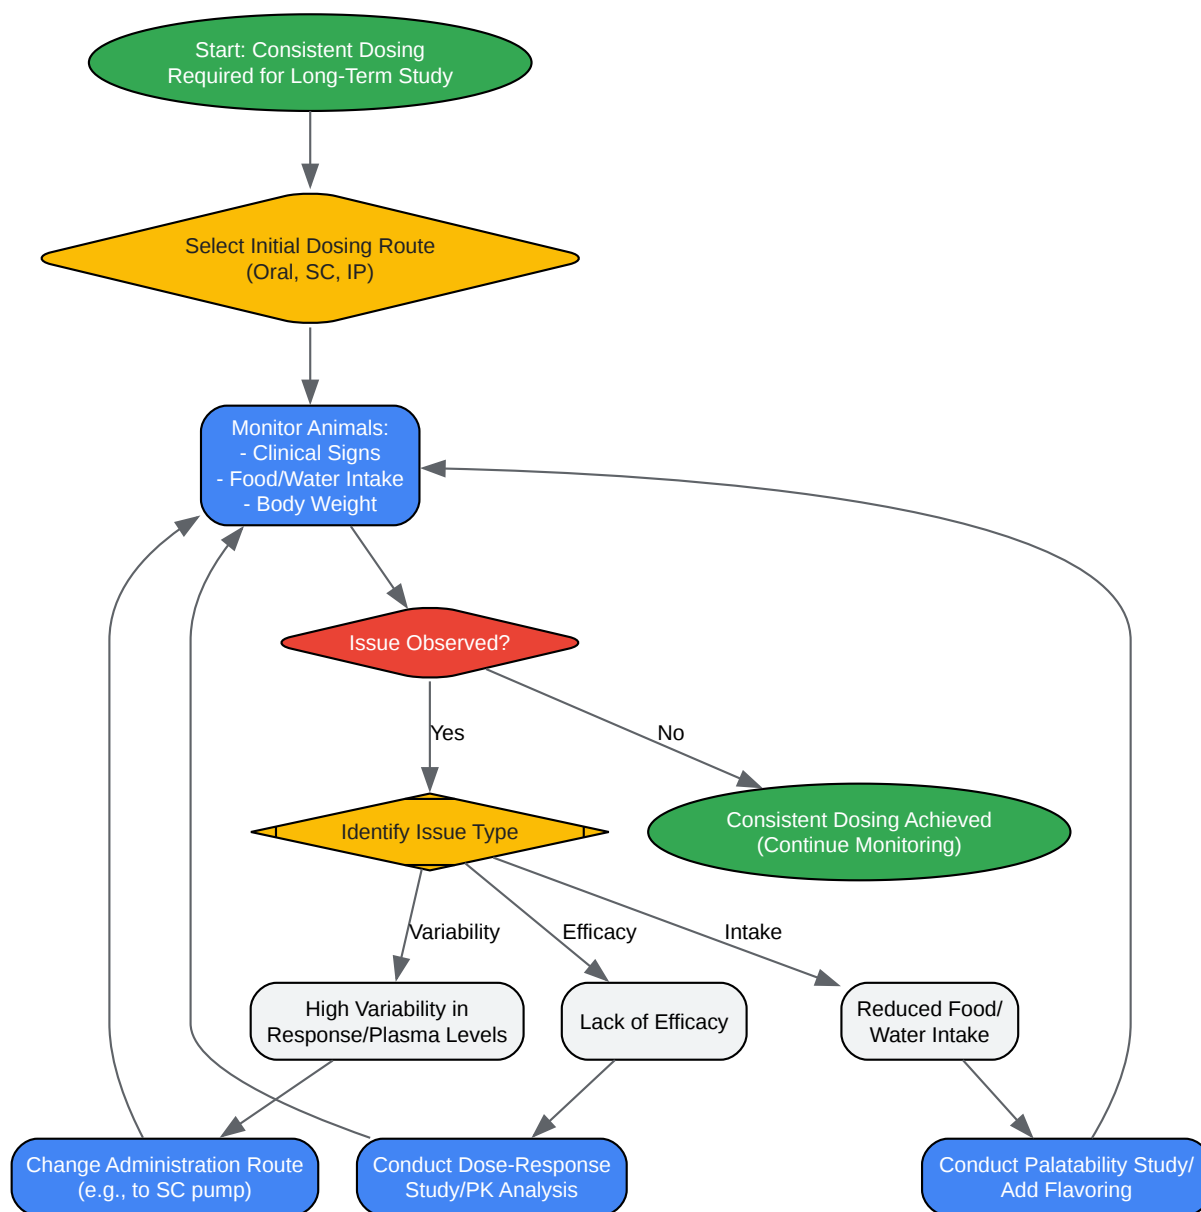 Start: Consistent Dosing
Required for Long-Term Study
Select Initial Dosing Route
(Oral, SC, IP)
Monitor Animals:
- Clinical Signs
- Food/Water Intake
- Body Weight
Issue Observed?
Yes
No
Identify Issue Type
Consistent Dosing Achieved
(Continue Monitoring)
Variability
Efficacy
Intake
High Variability in
Response/Plasma Levels
Lack of Efficacy
Reduced Food/
Water Intake
Change Administration Route
(e.g., to SC pump)
Conduct Dose-Response
Study/PK Analysis
Conduct Palatability Study/
Add Flavoring